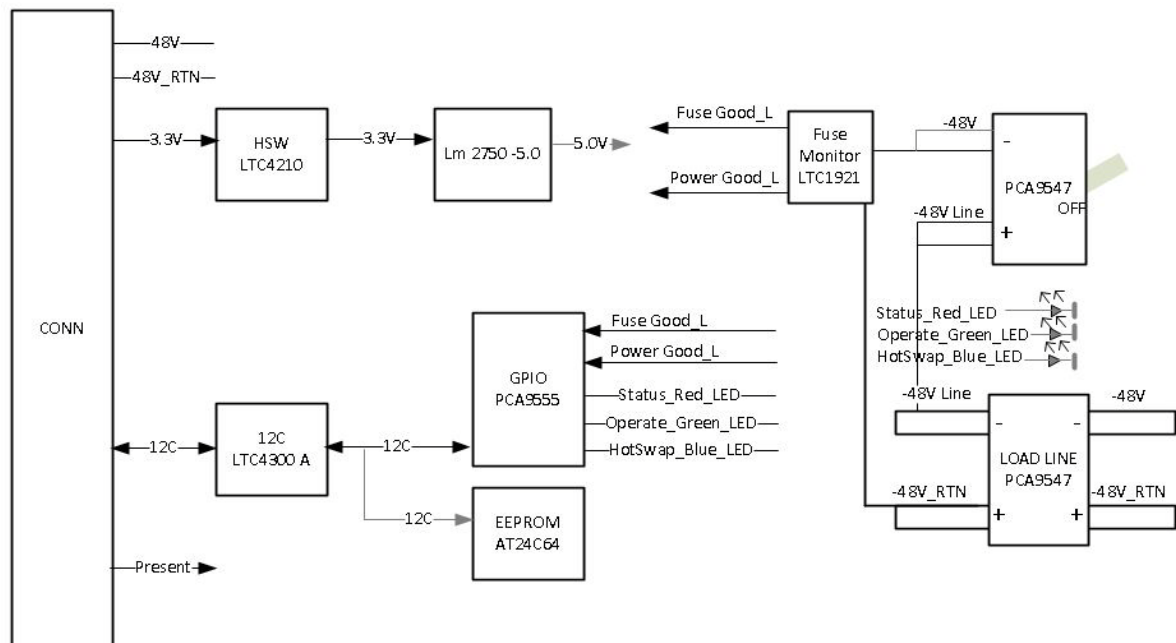 48V
48V_RTN
3.3V
HSW
LTC4210
3.3V
Lm 2750 -5.0
5.0V
Fuse Good_L
Power Good_L
Fuse
Monitor
LTC1921
-48V
-
PCA9547
OFF
-48V Line
+
CONN
Fuse Good_L
Power Good_L
GPIO
PCA9555
Status_Red_LED
Operate_Green_LED
HotSwap_Blue_LED
Status_Red_LED
Operate_Green_LED
HotSwap_Blue_LED
12C
12C
LTC4300 A
12C
12C
EEPROM
AT24C64
Present
-48V Line
-48V
- -
LOAD LINE
PCA9547
-48V_RTN
-48V_RTN
+ +